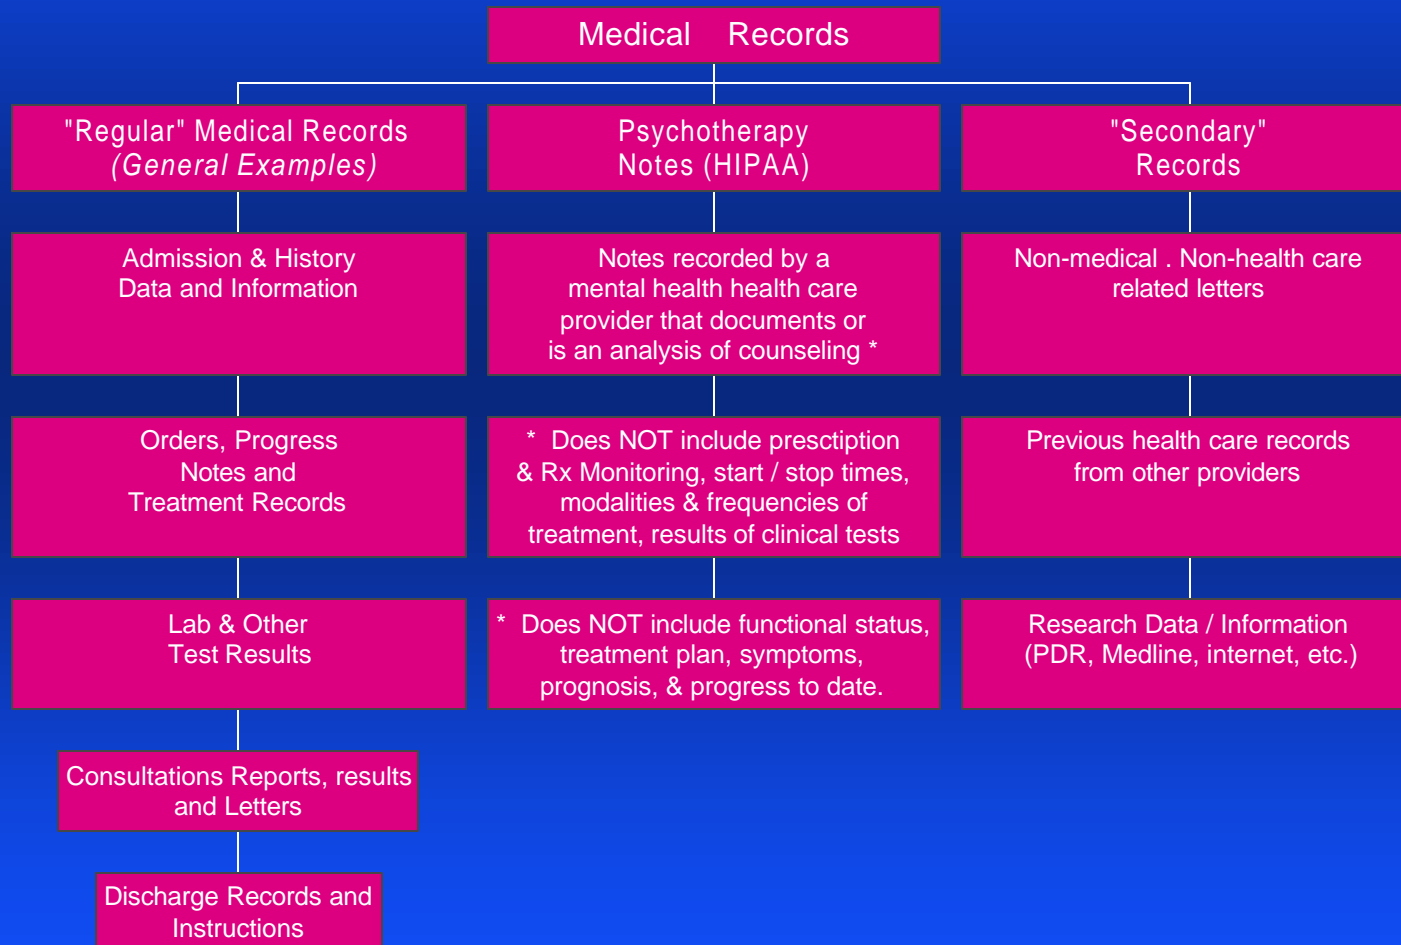 Medical Records
"Regular" Medical Records
(General Examples)
Admission & History
Data and Information
Orders, Progress
Notes and
Treatment Records
Lab & Other
Test Results
Consultations Reports, results
and Letters
Discharge Records and
Instructions
Psychotherapy
Notes (HIPAA)
Notes recorded by a
mental health health care
provider that documents or
is an analysis of counseling *
* Does NOT include presctiption
& Rx Monitoring, start / stop times,
modalities & frequencies of
treatment, results of clinical tests
* Does NOT include functional status,
treatment plan, symptoms,
prognosis, & progress to date.
"Secondary"
Records
Non-medical . Non-health care
related letters
Previous health care records
from other providers
Research Data / Information
(PDR, Medline, internet, etc.)